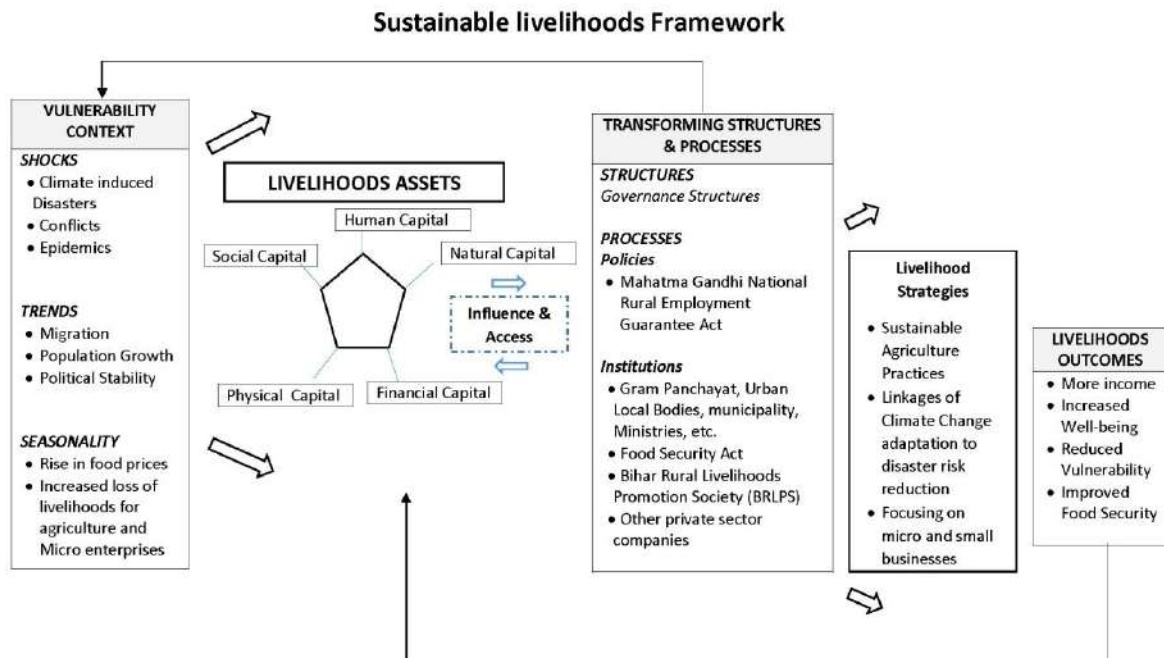 Sustainable livelihoods Framework
VULNERABILITY
CONTEXT
SHOCKS
• Climate induced
Disasters
• Conflicts
• Epidemics
TRENDS
• Migration
• Population Growth
• Political Stability
SEASONALITY
• Rise in food prices
• Increased loss of
livelihoods for
agriculture and
Micro enterprises
LIVELIHOODS ASSETS
Human Capital
Social Capital
Natural Capital
Influence &
Access
Physical Capital
Financial Capital
TRANSFORMING STRUCTURES
& PROCESSES
STRUCTURES
Governance Structures
PROCESSES
Policies
• Mahatma Gandhi National
Rural Employment
Guarantee Act
Institutions
• Gram Panchayat, Urban
Local Bodies, municipality,
Ministries, etc.
• Food Security Act
• Bihar Rural Livelihoods
Promotion Society (BRLPS)
• Other private sector
companies
Livelihood
Strategies
• Sustainable
Agriculture
Practices
• Linkages of
Climate Change
adaptation to
disaster risk
reduction
• Focusing on
micro and small
businesses
LIVELIHOODS
OUTCOMES
• More income
• Increased
Well-being
• Reduced
Vulnerability
• Improved
Food Security